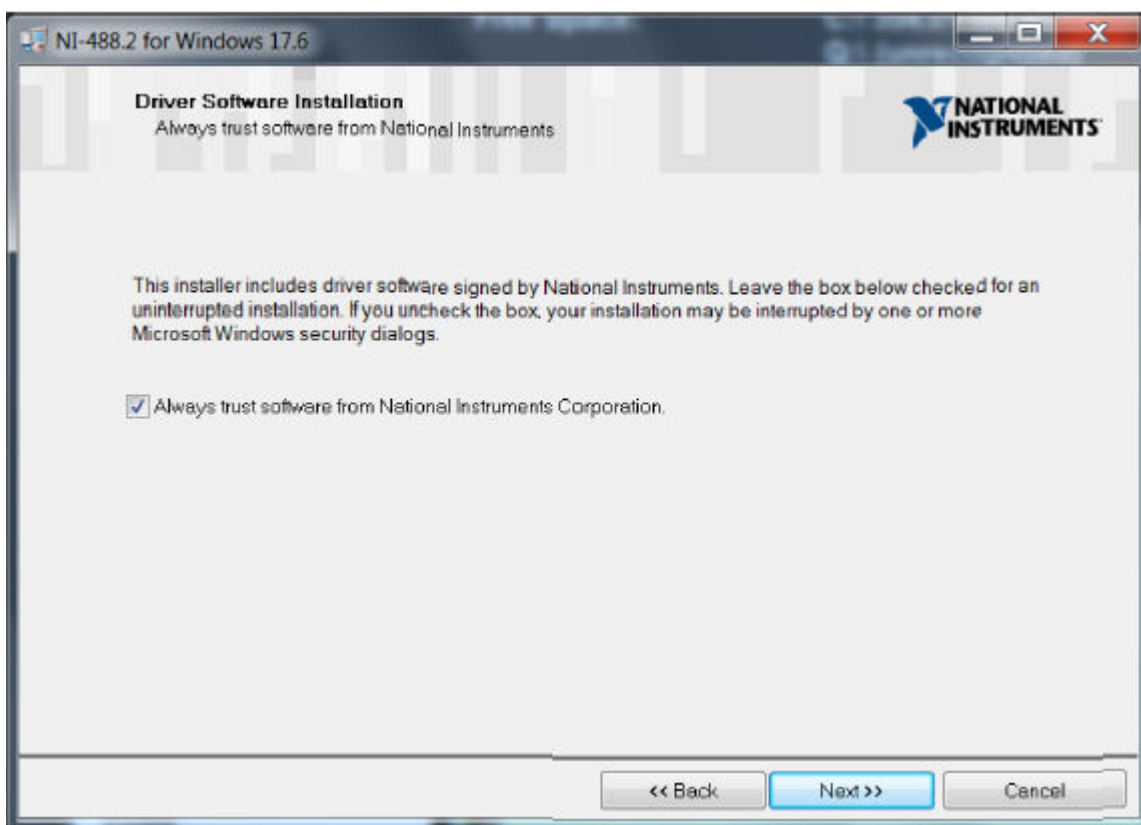 NI-488.2 for Windows 17.6
Driver Software Installation
Always trust software from National Instruments
NATIONAL
INSTRUMENTS
This installer includes driver software signed by National Instruments. Leave the box below checked for an
uninterrupted installation. If you uncheck the box, your installation may be interrupted by one or more
Microsoft Windows security dialogs.
Always trust software from National Instruments Corporation.
<< Back
Next >>
Cancel